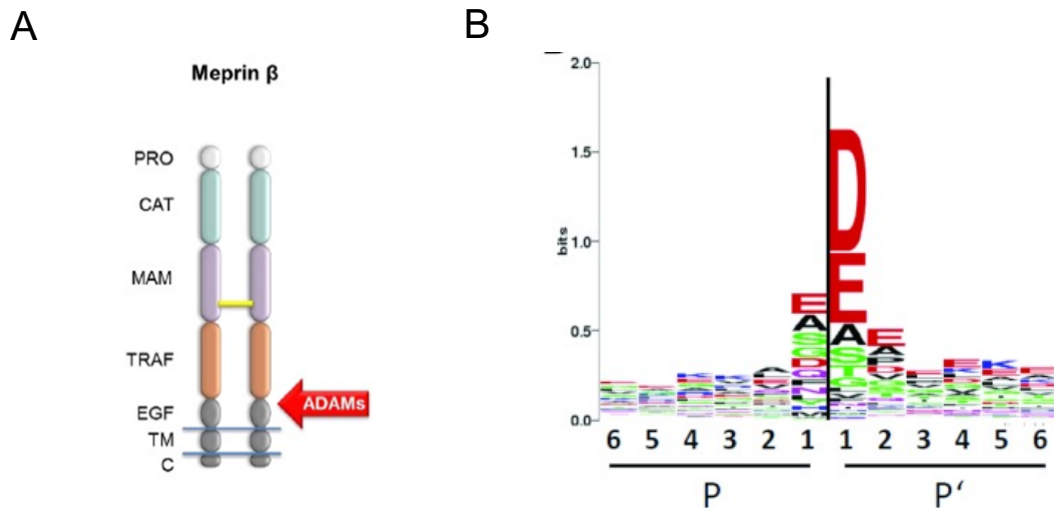 A
Meprin β
PRO
CAT
MAM
TRAF
EGF
TM
C
ADAMs
B
2.0
1.5
1.0
0.5
0.0
bits
E
A
S
G
D
D
E
A
S
T
G
E
A
6 5 4 3 2 1 1 2 3 4 5 6
P P‘